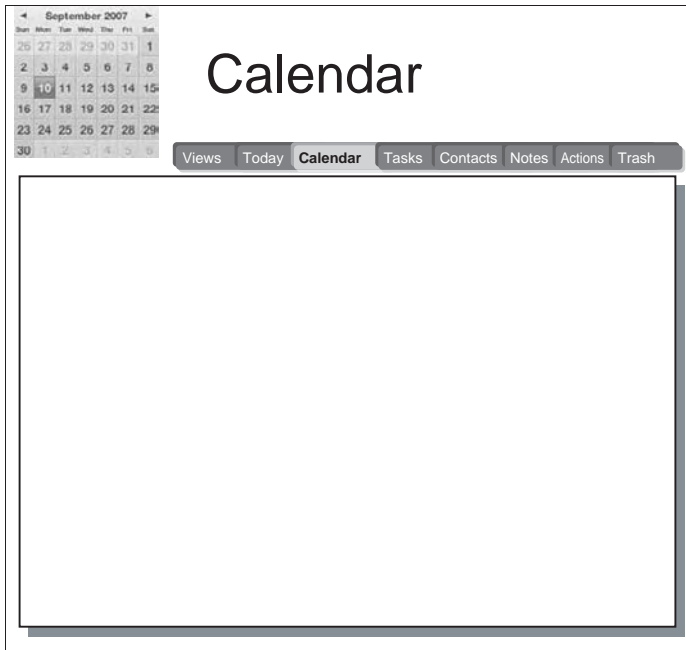 ◄ September 2007 ►
Sun Mon Tue Wed Thu Fri Sat
26 27 28 29 30 31 1
2 3 4 5 6 7 8
9 10 11 12 13 14 15
16 17 18 19 20 21 22
23 24 25 26 27 28 29
30 1 2 3 4 5 6
Calendar
Views Today Calendar Tasks Contacts Notes Actions Trash